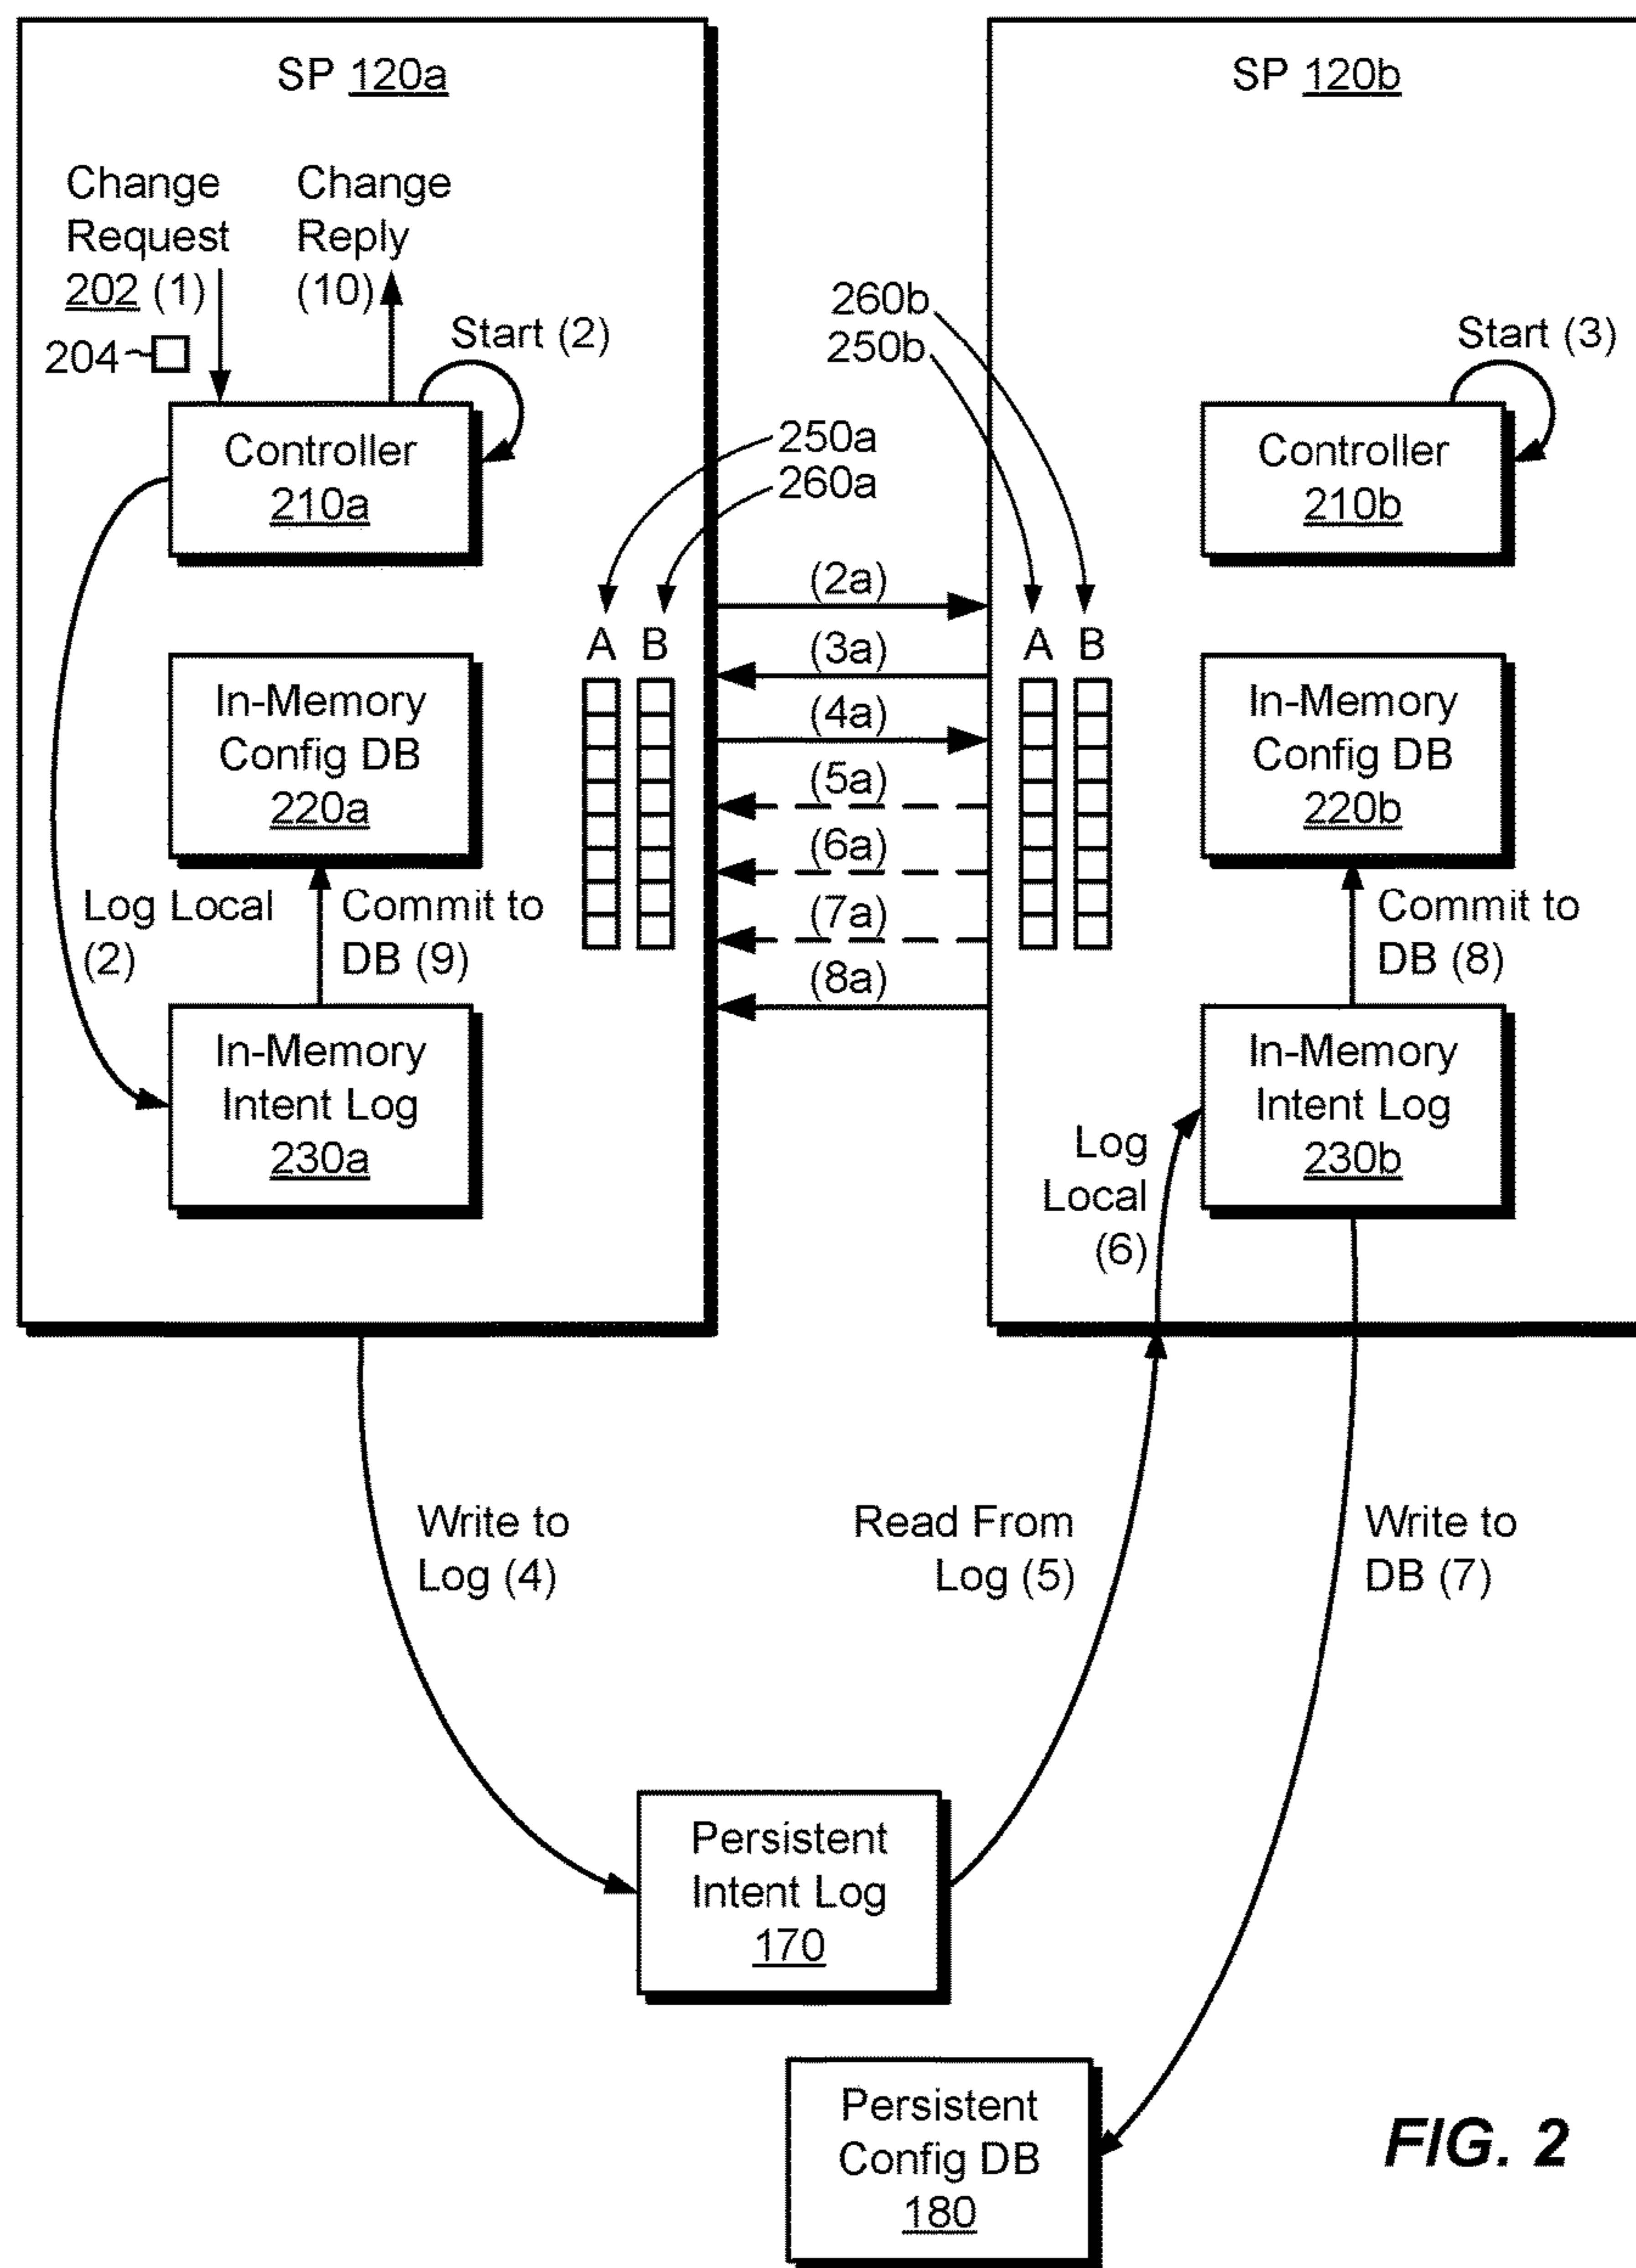 SP 120a
Change
Request
202 (1)
Change
Reply
(10)
204
Start (2)
Controller
210a
In-Memory
Config DB
220a
Log Local
(2)
Commit to
DB (9)
In-Memory
Intent Log
230a
250a
260a
A B
260b
250b
(2a)
(3a)
(4a)
(5a)
(6a)
(7a)
(8a)
SP 120b
Start (3)
Controller
210b
A B
In-Memory
Config DB
220b
Commit to
DB (8)
In-Memory
Intent Log
230b
Log
Local
(6)
Write to
Log (4)
Read From
Log (5)
Write to
DB (7)
Persistent
Intent Log
170
Persistent
Config DB
180
FIG. 2